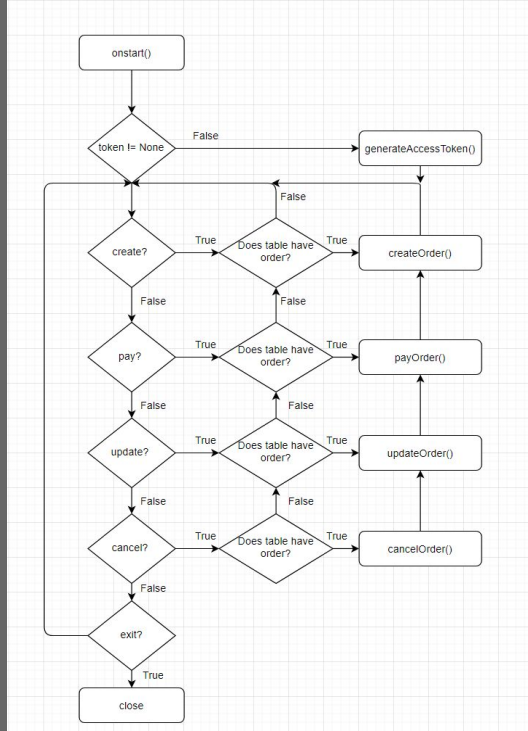 onstart()
token != None
False
generateAccessToken()
False
create?
True
Does table have
order?
True
createOrder()
False
False
pay?
True
Does table have
order?
True
payOrder()
False
False
update?
True
Does table have
order?
True
updateOrder()
False
False
cancel?
True
Does table have
order?
True
cancelOrder()
False
exit?
True
close